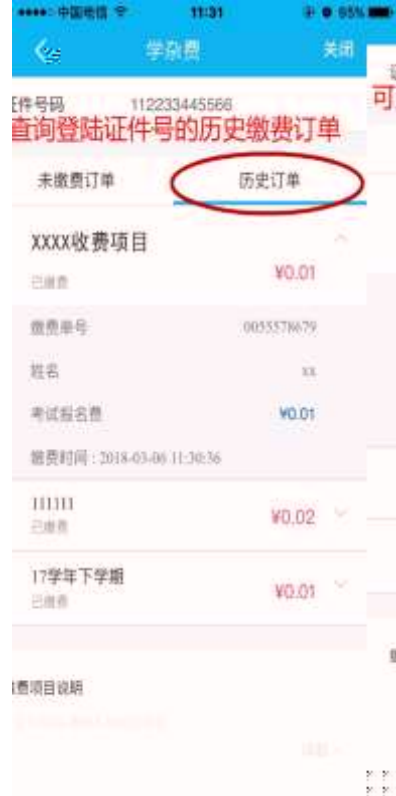 中国电信 11:31 65%
学杂费 关闭
证件号码 112233445566
查询登陆证件号的历史缴费订单
可
未缴费订单 历史订单
XXXX收费项目
已缴费 ¥0.01
缴费单号 0055578679
姓名 xx
考试报名费 ¥0.01
缴费时间 : 2018-03-06 11:30:36
111111
已缴费 ¥0.02
17学年下学期
已缴费 ¥0.01
费项目说明